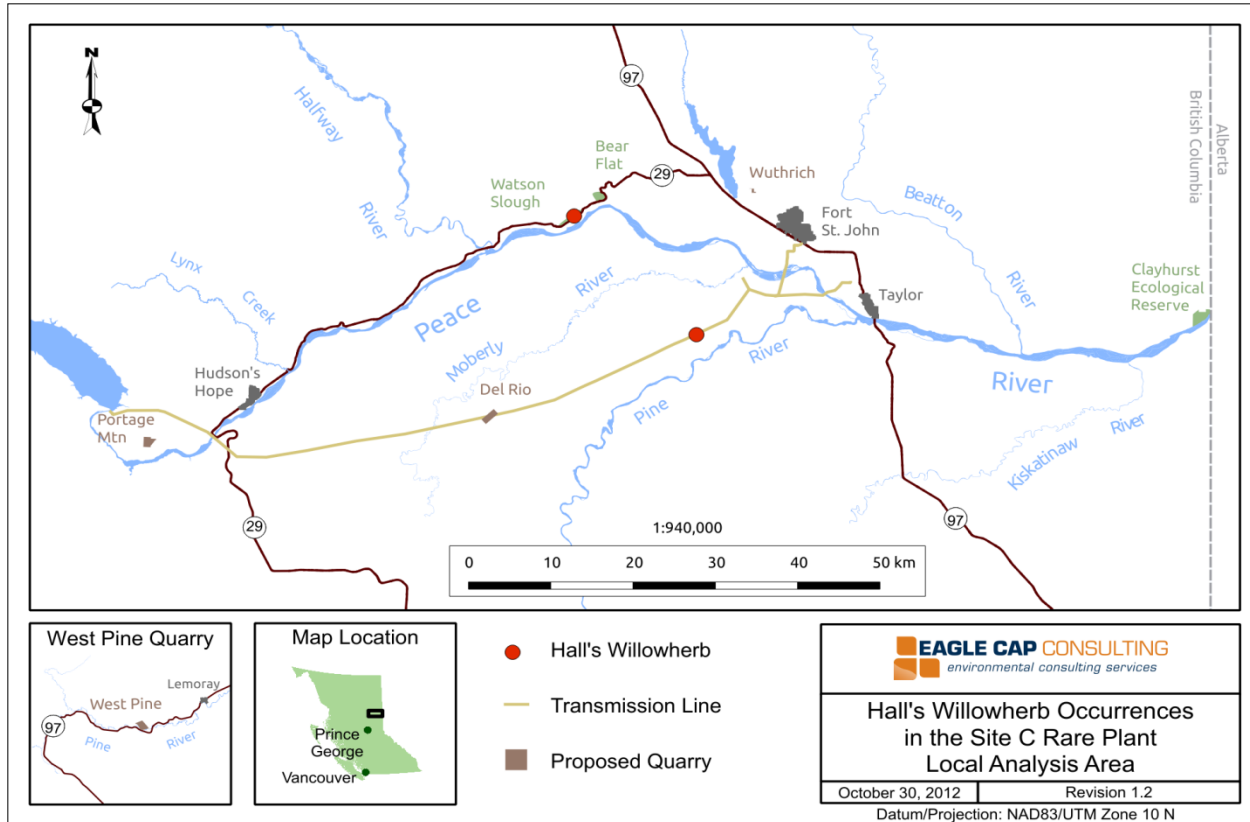 N
97
Halfway
River
Bear
Flat
29
Wuthrich
British Columbia
Alberta
Watson
Slough
Fort
St. John
Beatton
River
Lynx
Creek
Peace
River
Moberly
Clayhurst
Ecological
Reserve
Taylor
River
Hudson's
Hope
Del Rio
River
Pine
Portage
Mtn
Kiskatinaw
River
29
97
1:940,000
0 10 20 30 40 50 km
West Pine Quarry
Lemoray
West Pine
97
Pine
River
Map Location
Prince
George
Vancouver
Hall's Willowherb
Transmission Line
Proposed Quarry
EAGLE CAP CONSULTING
environmental consulting services
Hall's Willowherb Occurrences
in the Site C Rare Plant
Local Analysis Area
October 30, 2012 Revision 1.2
Datum/Projection: NAD83/UTM Zone 10 N